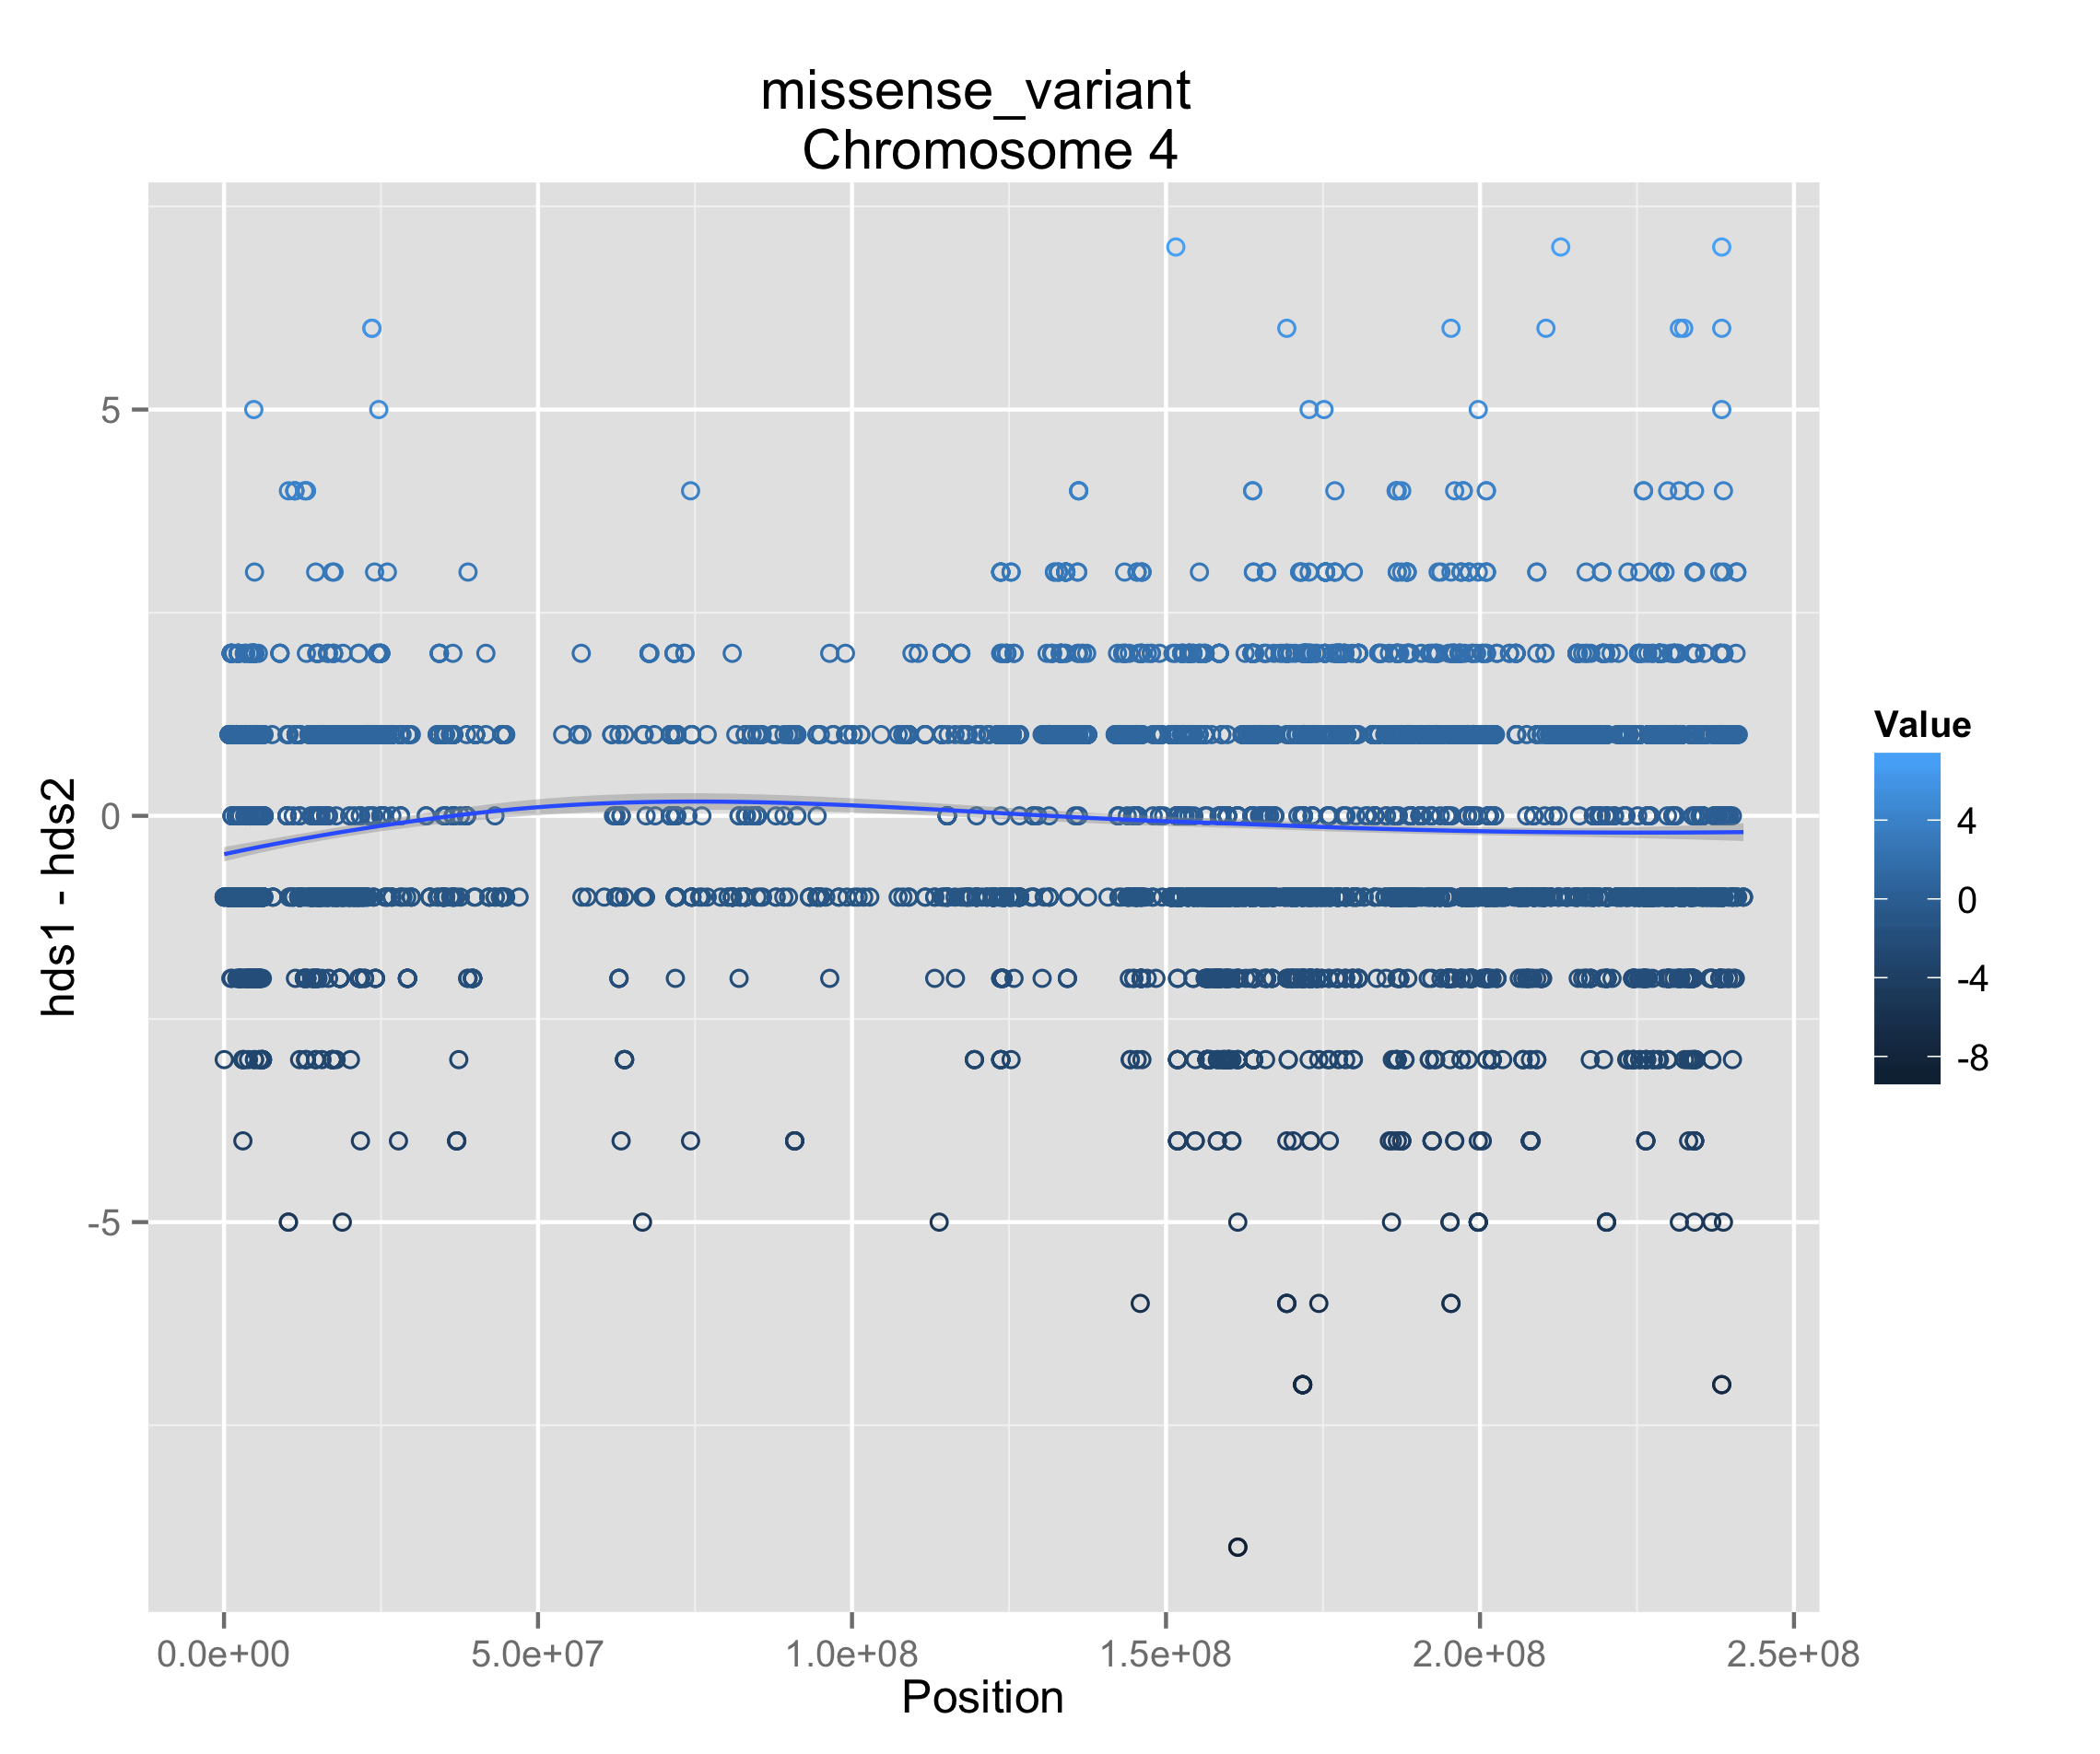 missense_variant
Chromosome 4
hds1 - hds2
5
0
-5
0.0e+00 5.0e+07 1.0e+08 1.5e+08 2.0e+08 2.5e+08
Position
Value
4
0
-4
-8